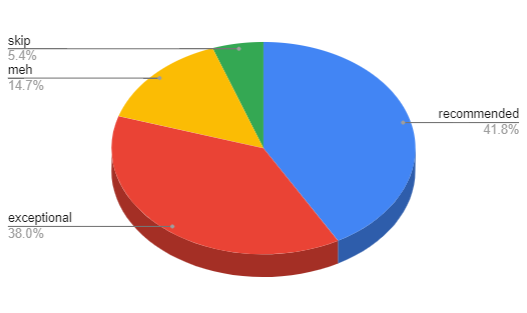 skip
5.4%
meh
14.7%
recommended
41.8%
exceptional
38.0%